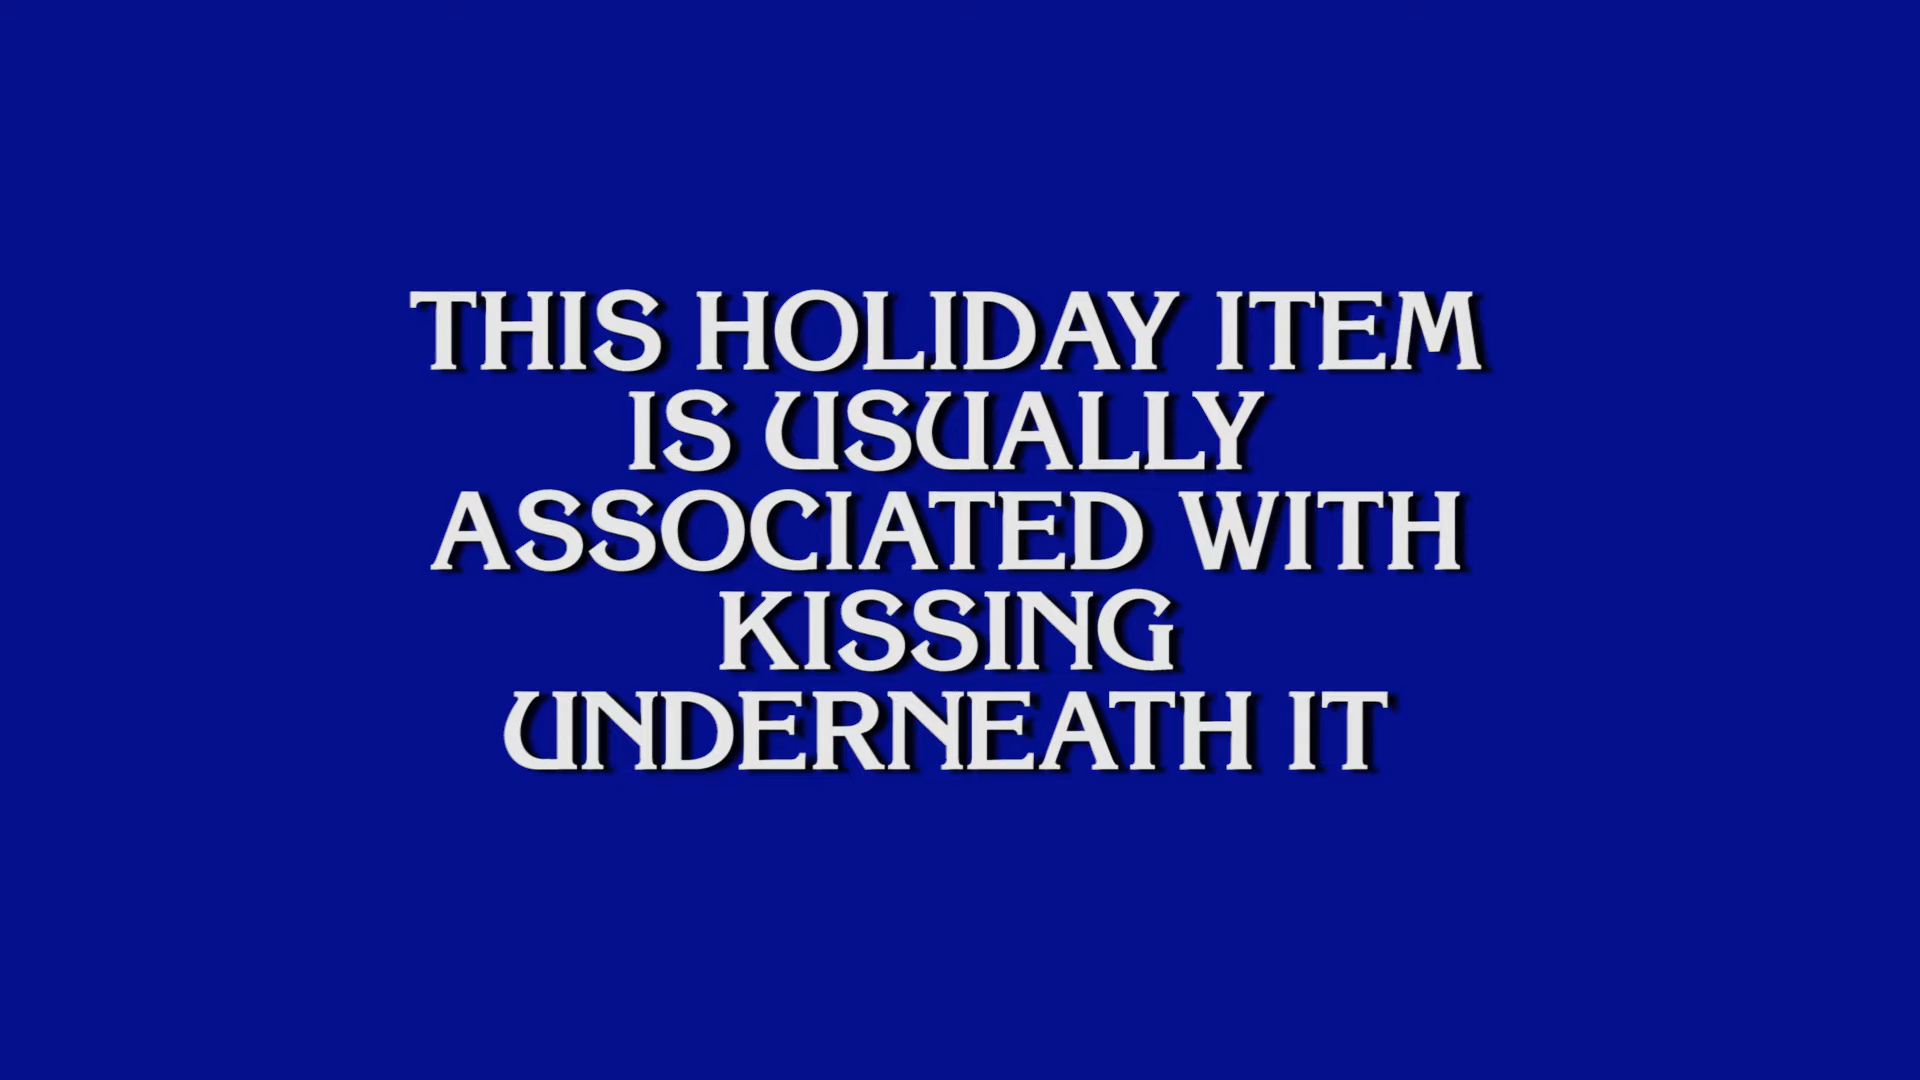 THIS HOLIDAY ITEM
IS USUALLY
ASSOCIATED WITH
KISSING
UNDERNEATH IT